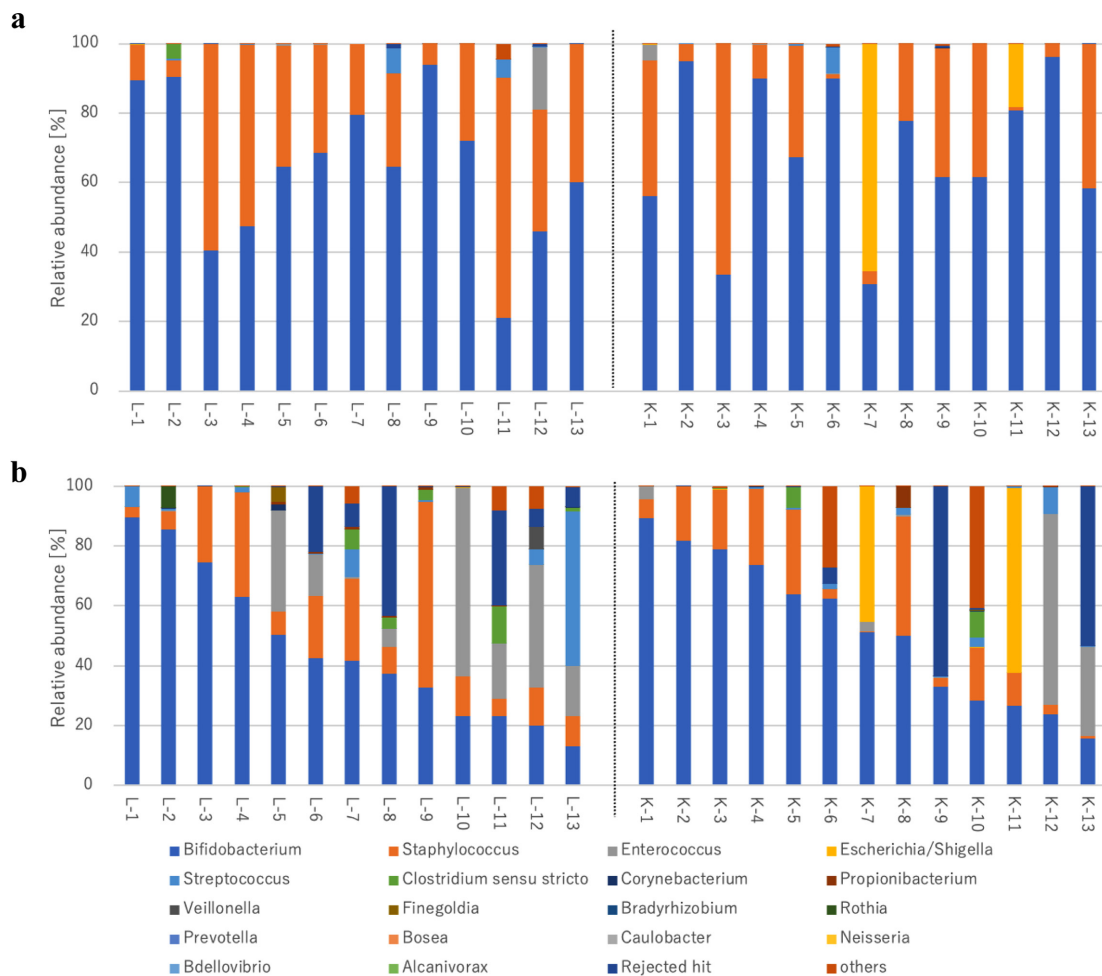 a
Relative abundance [%]
100
80
60
40
20
0
L-1 L-2 L-3 L-4 L-5 L-6 L-7 L-8 L-9 L-10 L-11 L-12 L-13 K-1 K-2 K-3 K-4 K-5 K-6 K-7 K-8 K-9 K-10 K-11 K-12 K-13
b
Relative abundance [%]
100
80
60
40
20
0
L-1 L-2 L-3 L-4 L-5 L-6 L-7 L-8 L-9 L-10 L-11 L-12 L-13 K-1 K-2 K-3 K-4 K-5 K-6 K-7 K-8 K-9 K-10 K-11 K-12 K-13
Bifidobacterium Staphylococcus Enterococcus Escherichia/Shigella
Streptococcus Clostridium sensu stricto Corynebacterium Propionibacterium
Veillonella Finegoldia Bradyrhizobium Rothia
Prevotella Bosea Caulobacter Neisseria
Bdellovibrio Alcanivorax Rejected hit others